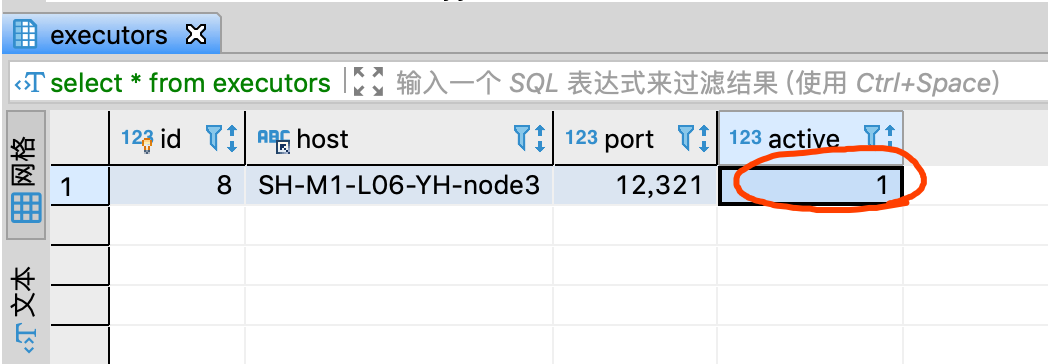 executors
select * from executors 输入一个 SQL 表达式来过滤结果 (使用 Ctrl+Space)
网格
文本
123 id ABC host 123 port 123 active
1 8 SH-M1-L06-YH-node3 12,321 1